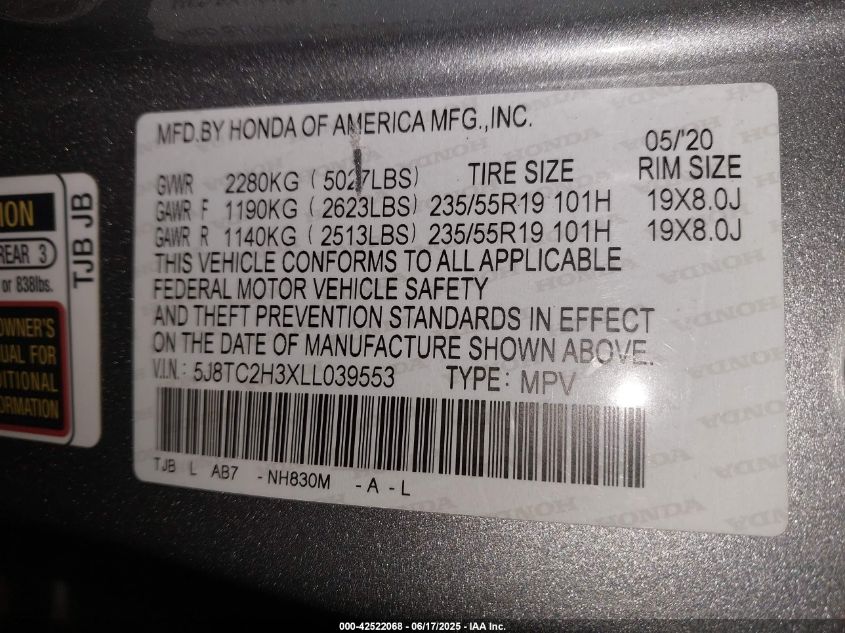 MFD.BY HONDA OF AMERICA MFG.,INC.
05/'20
GVWR 2280KG (5027LBS) TIRE SIZE RIM SIZE
GAWR F 1190KG (2623LBS) 235/55R19 101H 19X8.0J
GAWR R 1140KG (2513LBS) 235/55R19 101H 19X8.0J
THIS VEHICLE CONFORMS TO ALL APPLICABLE
FEDERAL MOTOR VEHICLE SAFETY
AND THEFT PREVENTION STANDARDS IN EFFECT
ON THE DATE OF MANUFACTURE SHOWN ABOVE.
V.I.N.: 5J8TC2H3XLL039553 TYPE: MPV
TJB L AB7 -NH830M -A-L
REAR 3
or 838lbs.
OWNER'S
FOR
TJB JB
HONDA
000-42522068 - 06/17/2025 - IAA Inc.